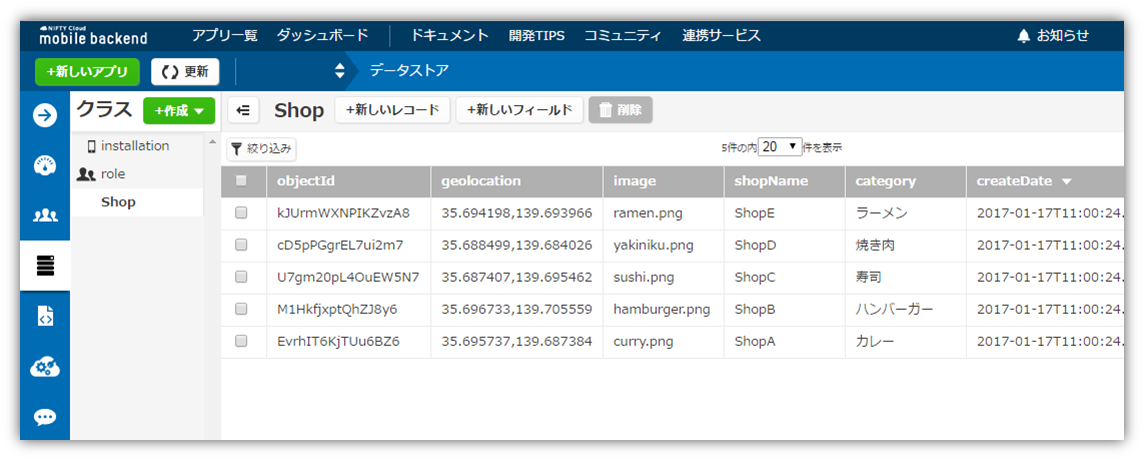 NIFTY Cloud
mobile backend アプリ一覧 ダッシュボード ドキュメント 開発TIPS コミュニティ 連携サービス お知らせ
+新しいアプリ 更新 データストア
クラス +作成 Shop +新しいレコード +新しいフィールド 削除
installation
role
Shop
絞り込み 5件の内 20 件を表示
objectId geolocation image shopName category createDate
kJUrmWXNPIKZvzA8 35.694198,139.693966 ramen.png ShopE ラーメン 2017-01-17T11:00:24.
cD5pPGgrEL7ui2m7 35.688499,139.684026 yakiniku.png ShopD 焼き肉 2017-01-17T11:00:24.
U7gm20pL4OuEW5N7 35.687407,139.695462 sushi.png ShopC 寿司 2017-01-17T11:00:24.
M1HkfjxptQhZJ8y6 35.696733,139.705559 hamburger.png ShopB ハンバーガー 2017-01-17T11:00:24.
EvrhIT6KjTUu6BZ6 35.695737,139.687384 curry.png ShopA カレー 2017-01-17T11:00:24.